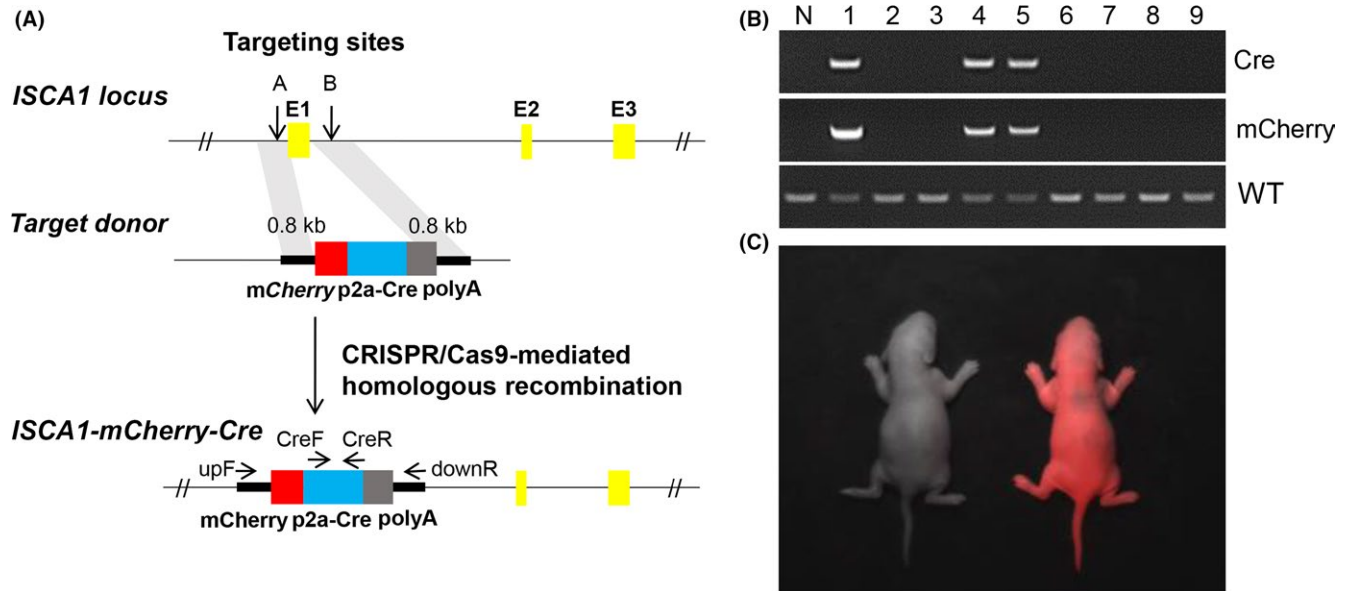 (A)
Targeting sites
A B
ISCA1 locus
E1 E2 E3
//
//
Target donor
0.8 kb 0.8 kb
mCherry p2a-Cre polyA
CRISPR/Cas9-mediated
homologous recombination
ISCA1-mCherry-Cre
CreF CreR
upF downR
//
//
mCherry p2a-Cre polyA
(B)
N 1 2 3 4 5 6 7 8 9
Cre
mCherry
WT
(C)